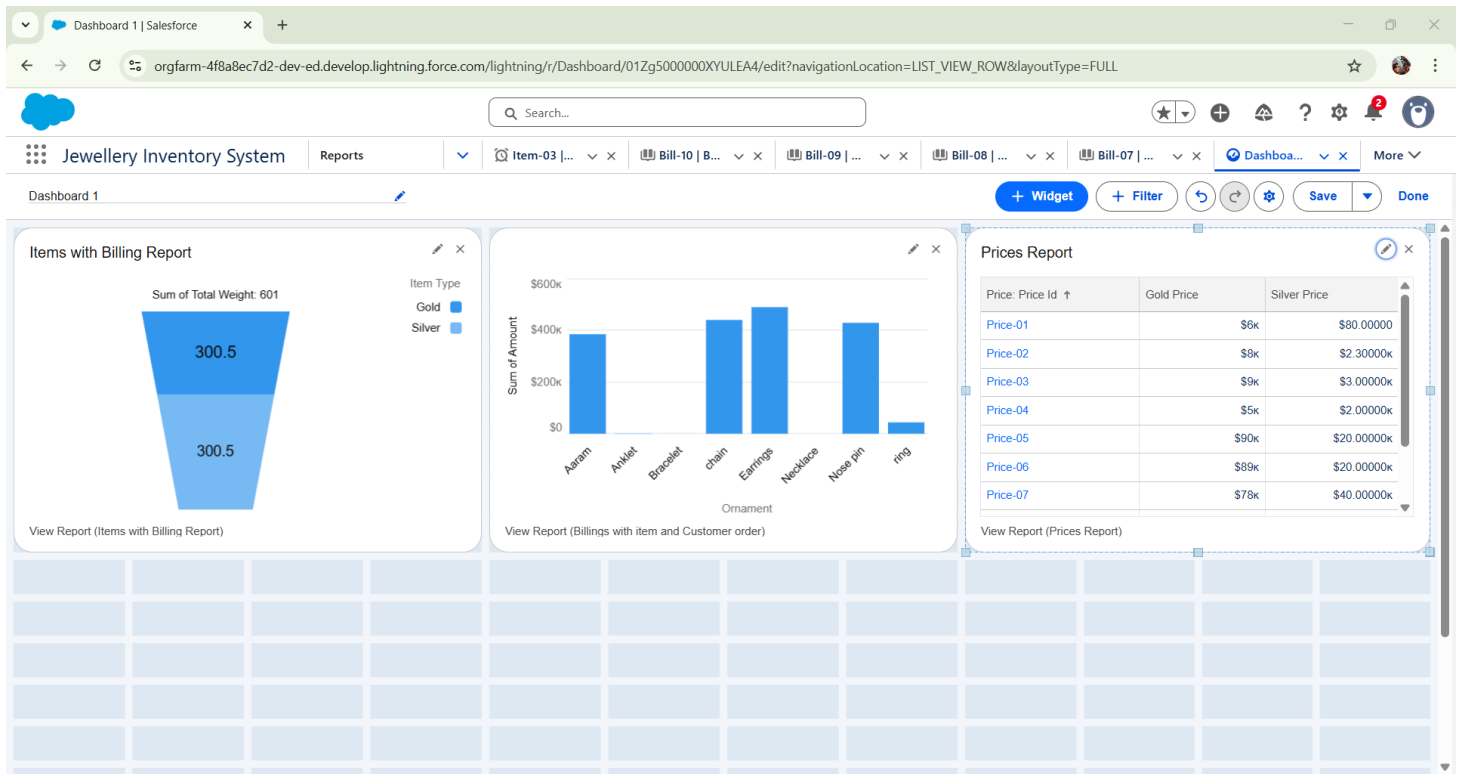 Dashboard 1 | Salesforce
orgfarm-4f8a8ec7d2-dev-ed.develop.lightning.force.com/lightning/r/Dashboard/01Zg5000000XYULEA4/edit?navigationLocation=LIST_VIEW_ROW&layoutType=FULL
Search...
2
Jewellery Inventory System
Reports
Item-03 |...
Bill-10 | B...
Bill-09 | ...
Bill-08 | ...
Bill-07 | ...
Dashboa...
More
Dashboard 1
+ Widget
+ Filter
Save
Done
Items with Billing Report
Item Type
Gold
Silver
Sum of Total Weight: 601
300.5
300.5
View Report (Items with Billing Report)
$600K
$400K
$200K
$0
Sum of Amount
Aaram
Anklet
Bracelet
chain
Earrings
Necklace
Nose pin
ring
Ornament
View Report (Billings with item and Customer order)
Prices Report
Price: Price Id ↑ Gold Price Silver Price
Price-01 $6K $80.00000
Price-02 $8K $2.30000K
Price-03 $9K $3.00000K
Price-04 $5K $2.00000K
Price-05 $90K $20.00000K
Price-06 $89K $20.00000K
Price-07 $78K $40.00000K
View Report (Prices Report)